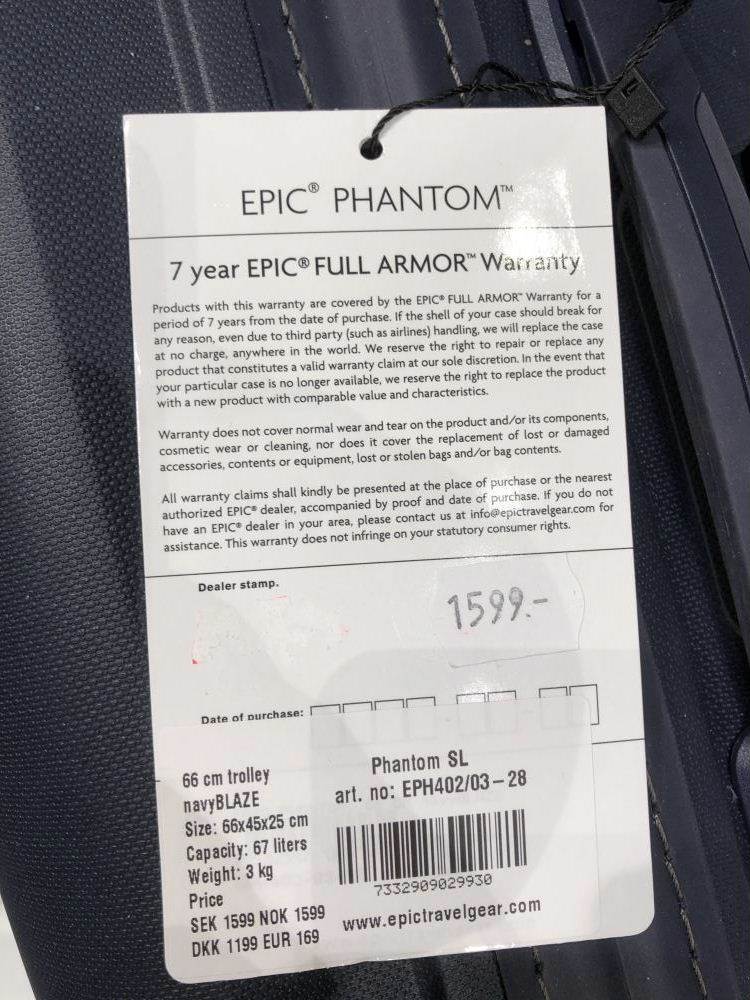 EPIC® PHANTOM™
7 year EPIC® FULL ARMOR™ Warranty
Products with this warranty are covered by the EPIC® FULL ARMOR™ Warranty for a
period of 7 years from the date of purchase. If the shell of your case should break for
any reason, even due to third party (such as airlines) handling, we will replace the case
at no charge, anywhere in the world. We reserve the right to repair or replace any
product that constitutes a valid warranty claim at our sole discretion. In the event that
your particular case is no longer available, we reserve the right to replace the product
with a new product with comparable value and characteristics.
Warranty does not cover normal wear and tear on the product and/or its components,
cosmetic wear or cleaning, nor does it cover the replacement of lost or damaged
accessories, contents or equipment, lost or stolen bags and/or bag contents.
All warranty claims shall kindly be presented at the place of purchase or the nearest
authorized EPIC® dealer, accompanied by proof and date of purchase. If you do not
have an EPIC® dealer in your area, please contact us at info@epictravelgear.com for
assistance. This warranty does not infringe on your statutory consumer rights.
Dealer stamp.
1599.-
Date of purchase:
66 cm trolley
navyBLAZE
Size: 66x45x25 cm
Capacity: 67 liters
Weight: 3 kg
Price
SEK 1599 NOK 1599
DKK 1199 EUR 169
Phantom SL
art. no: EPH402/03-28
7332909029930
www.epictravelgear.com